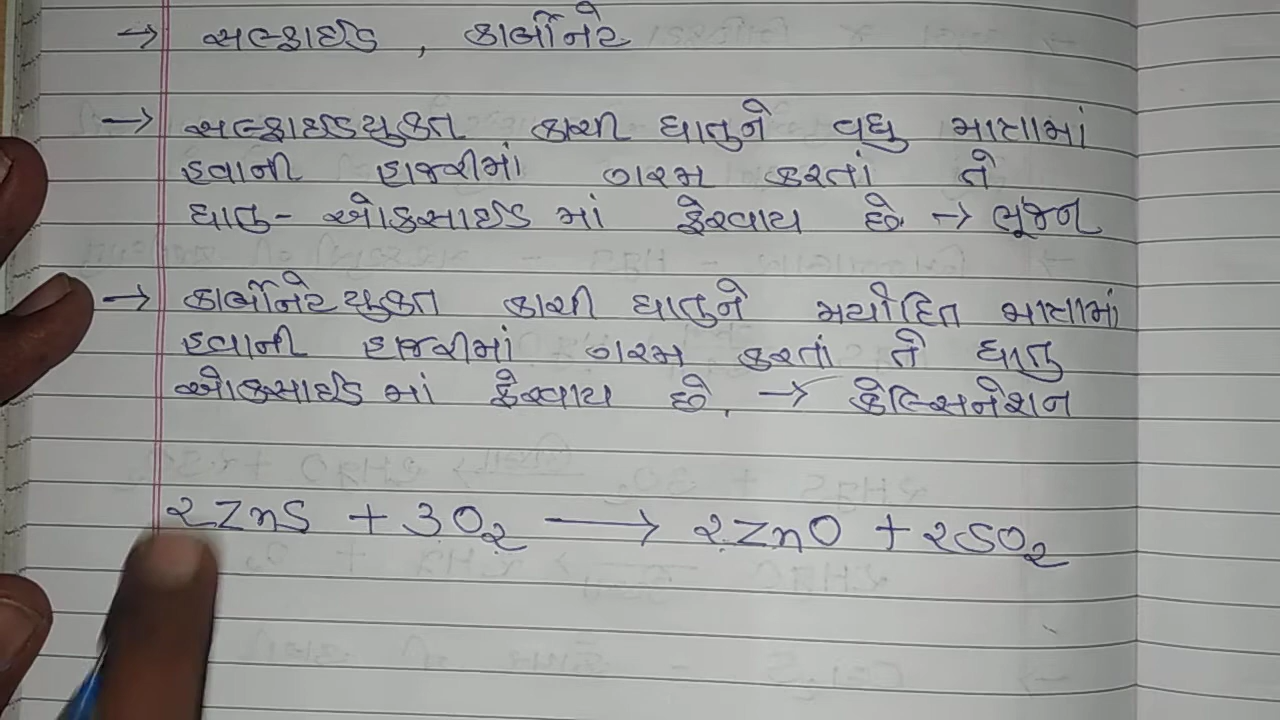 → સલ્ફાઈડ , કાર્બોનેટ
→ સલ્ફાઈડયુક્ત કાચી ધાતુને વધુ માત્રામાં
હવાની હાજરીમાં ગરમ કરતાં તે
ધાતુ - ઓક્સાઈડ માં ફેરવાય છે. → ભૂંજન
→ કાર્બોનેટયુક્ત કાચી ધાતુને મર્યાદિત માત્રામાં
હવાની હાજરીમાં ગરમ કરતાં તે ધાતુ
ઓક્સાઈડ માં ફેરવાય છે. → કેલ્સિનેશન
2ZnS + 3O₂ ⟶ 2ZnO + 2SO₂